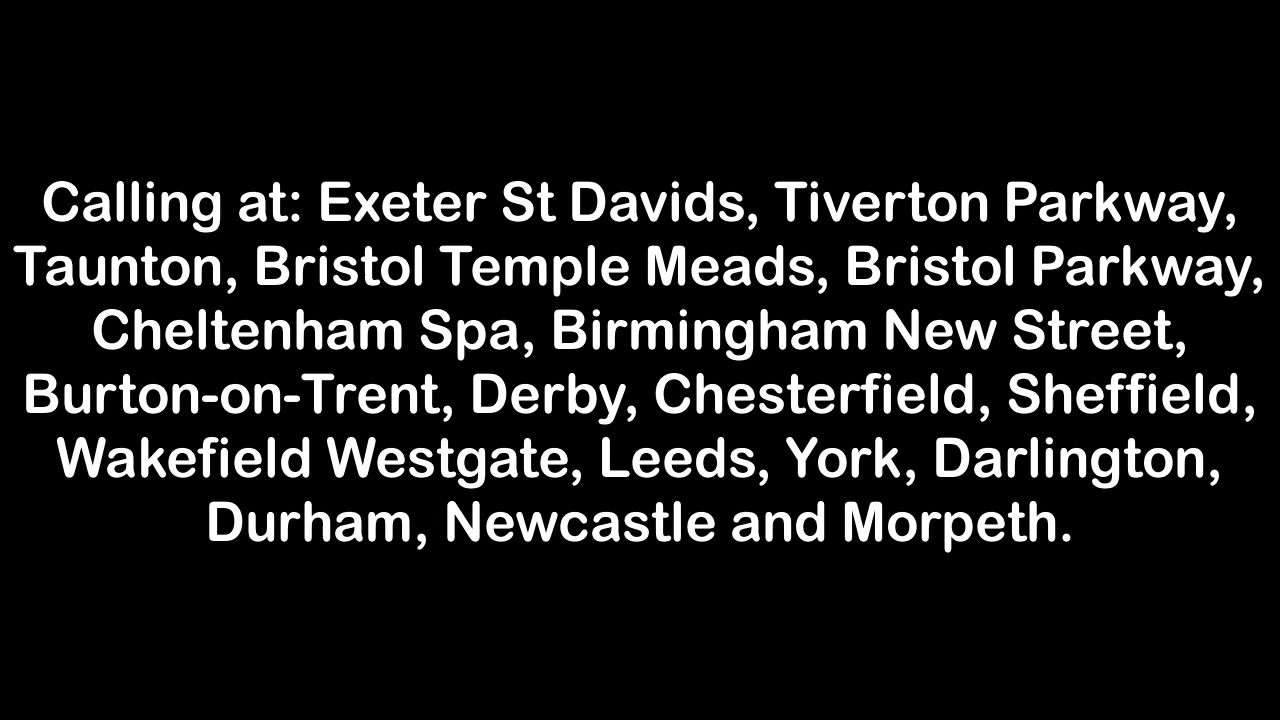 Calling at: Exeter St Davids, Tiverton Parkway,
Taunton, Bristol Temple Meads, Bristol Parkway,
Cheltenham Spa, Birmingham New Street,
Burton-on-Trent, Derby, Chesterfield, Sheffield,
Wakefield Westgate, Leeds, York, Darlington,
Durham, Newcastle and Morpeth.